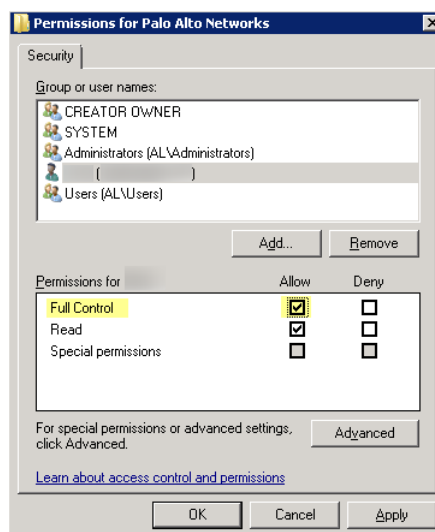 Permissions for Palo Alto Networks
Security
Group or user names:
CREATOR OWNER
SYSTEM
Administrators (AL\Administrators)
( )
Users (AL\Users)
Add... Remove
Permissions for Allow Deny
Full Control
Read
Special permissions
For special permissions or advanced settings,
click Advanced. Advanced
Learn about access control and permissions
OK Cancel Apply